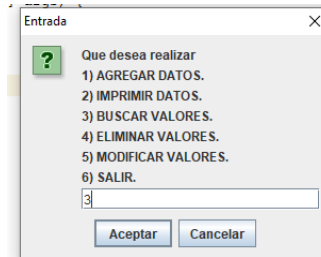 Entrada
Que desea realizar
1) AGREGAR DATOS.
2) IMPRIMIR DATOS.
3) BUSCAR VALORES.
4) ELIMINAR VALORES.
5) MODIFICAR VALORES.
6) SALIR.
3
Aceptar Cancelar